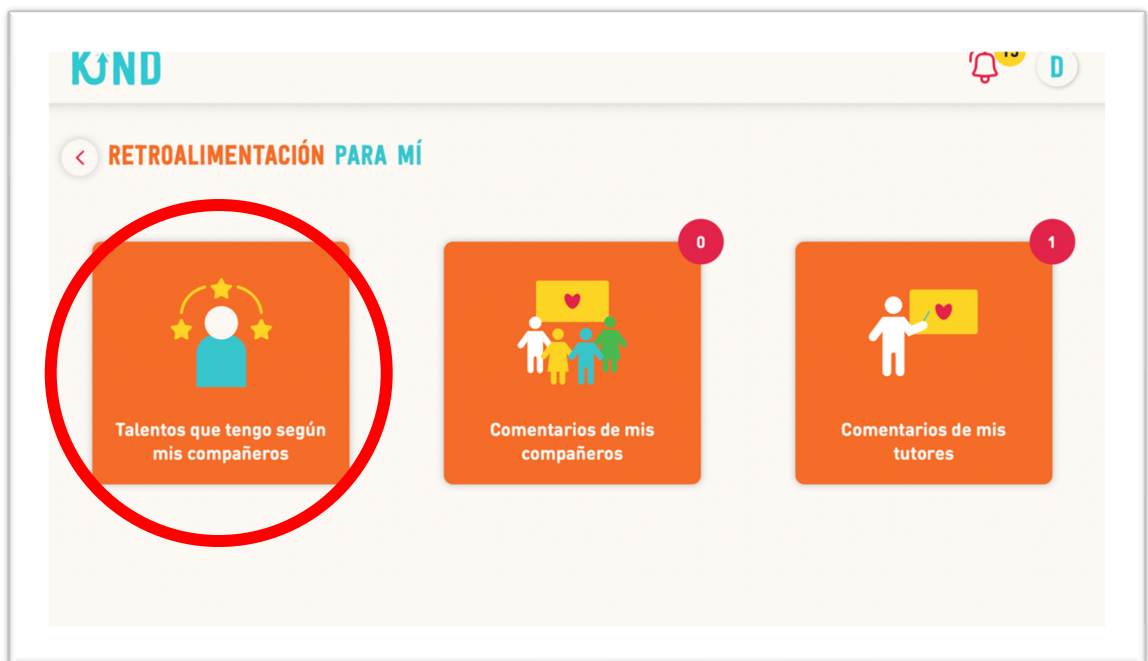 KIND
D
RETROALIMENTACIÓN PARA MÍ
0
1
Talentos que tengo según
mis compañeros
Comentarios de mis
compañeros
Comentarios de mis
tutores